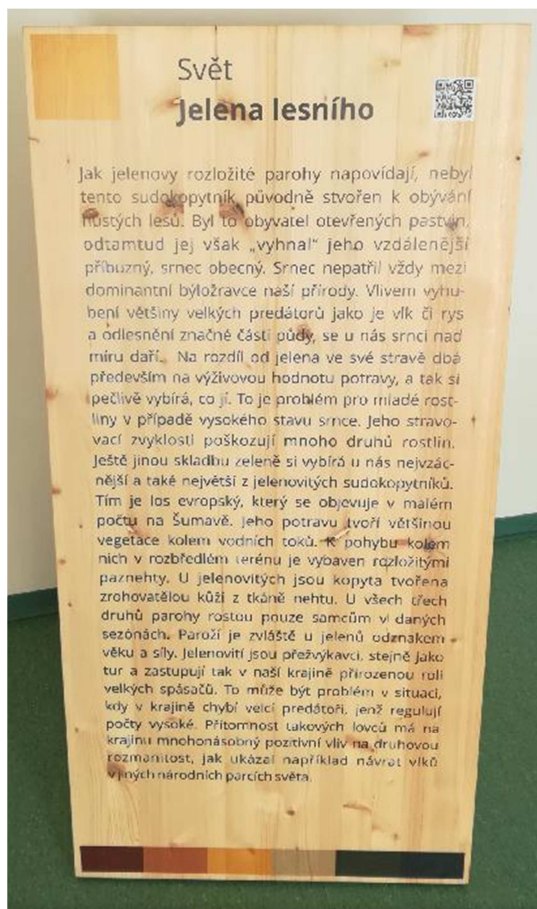 Svět
Jelena lesního
Jak jelenovy rozložité parohy napovídají, nebyl
tento sudokopytník původně stvořen k obývání
hustých lesů. Byl to obyvatel otevřených pastvin,
odtamtud jej však „vyhnal“ jeho vzdálenější
příbuzný, srnec obecný. Srnec nepatřil vždy mezi
dominantní býložravce naší přírody. Vlivem vyhu-
bení většiny velkých predátorů jako je vlk či rys
a odlesnění značné části půdy, se u nás srnci nad
míru daří. Na rozdíl od jelena ve své stravě dbá
především na výživovou hodnotu potravy, a tak si
pečlivě vybírá, co jí. To je problém pro mladé rost-
liny v případě vysokého stavu srnce. Jeho stravo-
vací zvyklosti poškozují mnoho druhů rostlin.
Ještě jinou skladbu zeleně si vybírá u nás nejvzác-
nější a také největší z jelenovitých sudokopytníků.
Tím je los evropský, který se objevuje v malém
počtu na Šumavě. Jeho potravu tvoří většinou
vegetace kolem vodních toků. K pohybu kolem
nich v rozbředlém terénu je vybaven rozložitými
paznehty. U jelenovitých jsou kopyta tvořena
zrohovatělou kůží z tkáně nehtu. U všech třech
druhů parohy rostou pouze samcům v daných
sezónách. Paroží je zvláště u jelenů odznakem
věku a síly. Jelenovití jsou přežvýkavci, stejně jako
tur a zastupují tak v naší krajině přirozenou roli
velkých spásačů. To může být problém v situaci,
kdy v krajině chybí velcí predátoři, jenž regulují
počty vysoké. Přítomnost takových lovců má na
krajinu mnohonásobný pozitivní vliv na druhovou
rozmanitost, jak ukázal například návrat vlků
v jiných národních parcích světa.